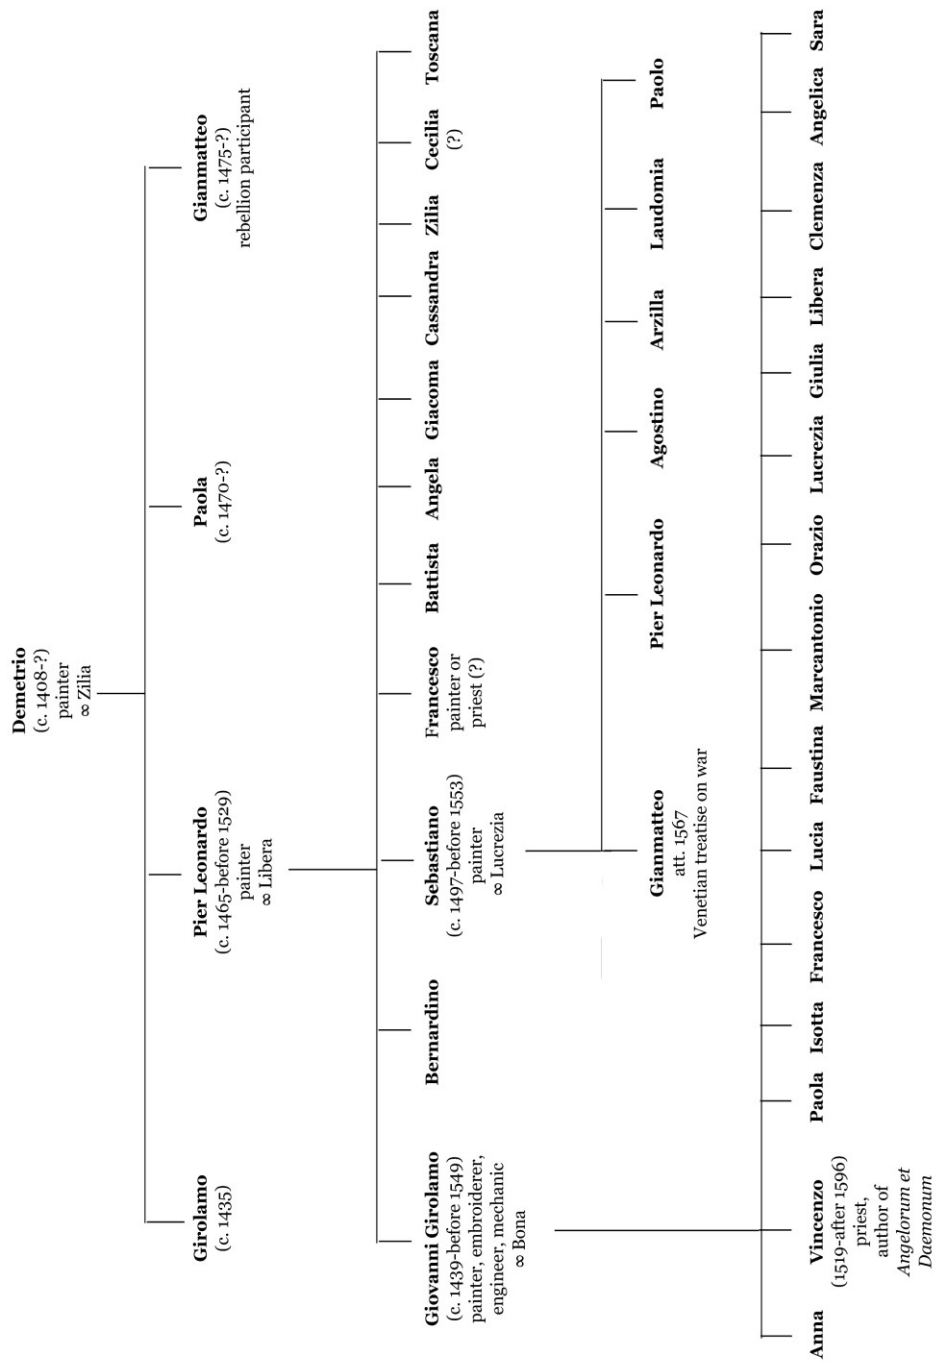 Demetrio
(c. 1408-?)
painter
∞ Zilia
Girolamo
(c. 1435)
Pier Leonardo
(c. 1465-before 1529)
painter
∞ Libera
Paola
(c. 1470-?)
Gianmatteo
(c. 1475-?)
rebellion participant
Giovanni Girolamo
(c. 1439-before 1549)
painter, embroiderer,
engineer, mechanic
∞ Bona
Bernardino
Sebastiano
(c. 1497-before 1553)
painter
∞ Lucrezia
Francesco
painter or
priest (?)
Battista
Angela
Giacoma
Cassandra
Zilia
Cecilia
(?)
Toscana
Gianmatteo
att. 1567
Venetian treatise on war
Pier Leonardo
Agostino
Arzilla
Laudomia
Paolo
Anna
Vincenzo
(1519-after 1596)
priest,
author of
Angelorum et
Daemonum
Paola
Isotta
Francesco
Lucia
Faustina
Marcantonio
Orazio
Lucrezia
Giulia
Libera
Clemenza
Angelica
Sara